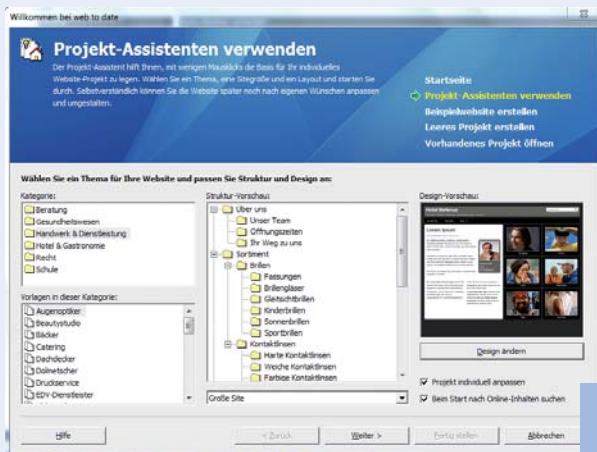 Willkommen bei web to date
Projekt-Assistenten verwenden
Der Projekt-Assistent hilft Ihnen, mit wenigen Mausklicks die Basis für Ihr individuelles
Website-Projekt zu legen. Wählen Sie ein Thema, eine Sitegröße und ein Layout und starten Sie
durch. Selbstverständlich können Sie die Website später noch nach eigenen Wünschen anpassen
und umgestalten.
Startseite
Projekt-Assistenten verwenden
Beispielwebsite erstellen
Leeres Projekt erstellen
Vorhandenes Projekt öffnen
Wählen Sie ein Thema für Ihre Website und passen Sie Struktur und Design an:
Kategorie:
Beratung
Gesundheitswesen
Handwerk & Dienstleistung
Hotel & Gastronomie
Recht
Schule
Vorlagen in dieser Kategorie:
Augenoptiker
Beautystudio
Bäcker
Catering
Dachdecker
Dolmetscher
Druckservice
EDV-Dienstleister
Struktur-Vorschau:
Über uns
Unser Team
Öffnungszeiten
Ihr Weg zu uns
Sortiment
Brillen
Fassungen
Brillengläser
Gleitsichtbrillen
Kinderbrillen
Sonnenbrillen
Sportbrillen
Kontaktlinsen
Harte Kontaktlinsen
Weiche Kontaktlinsen
Farbige Kontaktlinsen
Große Site
Design-Vorschau:
Design ändern
Projekt individuell anpassen
Beim Start nach Online-Inhalten suchen
Hilfe
< Zurück
Weiter >
Fertig stellen
Abbrechen